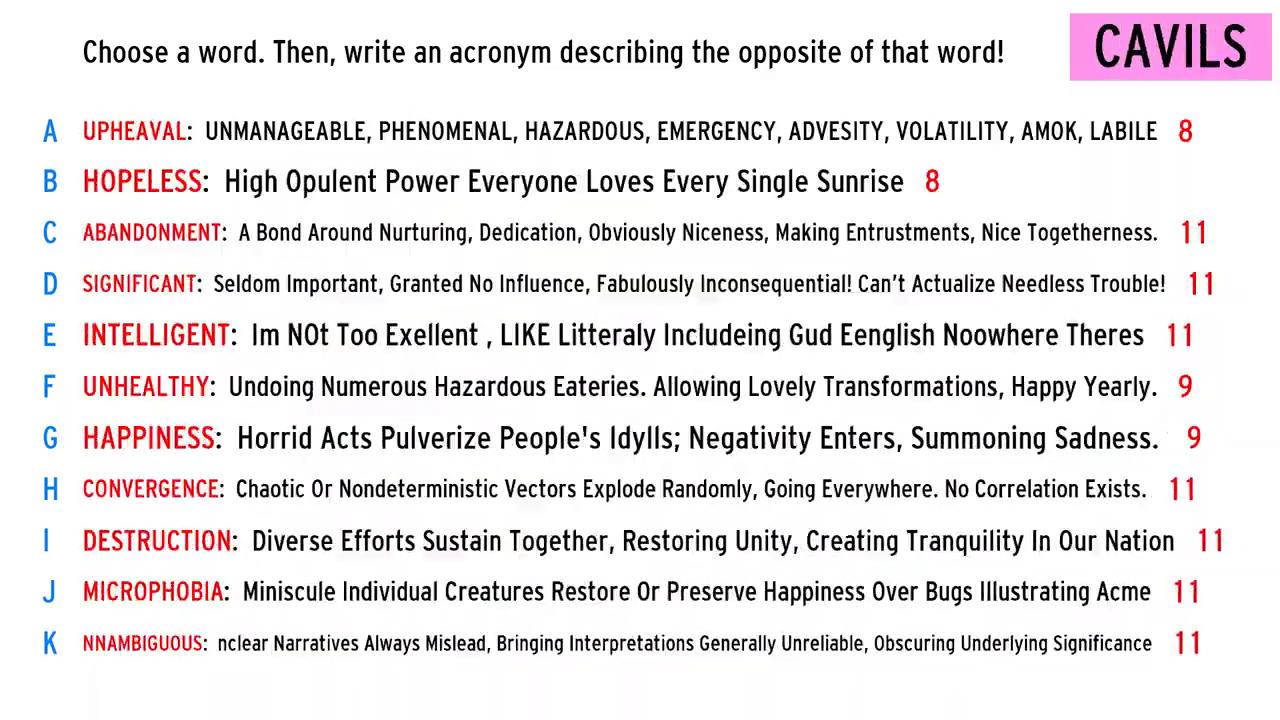 Choose a word. Then, write an acronym describing the opposite of that word!
CAVILS
A UPHEAVAL: UNMANAGEABLE, PHENOMENAL, HAZARDOUS, EMERGENCY, ADVESITY, VOLATILITY, AMOK, LABILE 8
B HOPELESS: High Opulent Power Everyone Loves Every Single Sunrise 8
C ABANDONMENT: A Bond Around Nurturing, Dedication, Obviously Niceness, Making Entrustments, Nice Togetherness. 11
D SIGNIFICANT: Seldom Important, Granted No Influence, Fabulously Inconsequential! Can't Actualize Needless Trouble! 11
E INTELLIGENT: Im NOt Too Exellent , LIKE Litteraly Includeing Gud Eenglish Noowhere Theres 11
F UNHEALTHY: Undoing Numerous Hazardous Eateries. Allowing Lovely Transformations, Happy Yearly. 9
G HAPPINESS: Horrid Acts Pulverize People's Idylls; Negativity Enters, Summoning Sadness. 9
H CONVERGENCE: Chaotic Or Nondeterministic Vectors Explode Randomly, Going Everywhere. No Correlation Exists. 11
I DESTRUCTION: Diverse Efforts Sustain Together, Restoring Unity, Creating Tranquility In Our Nation 11
J MICROPHOBIA: Miniscule Individual Creatures Restore Or Preserve Happiness Over Bugs Illustrating Acme 11
K NNAMBIGUOUS: nclear Narratives Always Mislead, Bringing Interpretations Generally Unreliable, Obscuring Underlying Significance 11